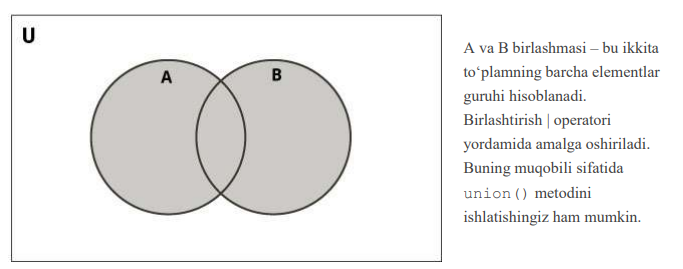 U
A
B
A va B birlashmasi – bu ikkita
to‘plamning barcha elementlar
guruhi hisoblanadi.
Birlashtirish | operatori
yordamida amalga oshiriladi.
Buning muqobili sifatida
union() metodini
ishlatishingiz ham mumkin.